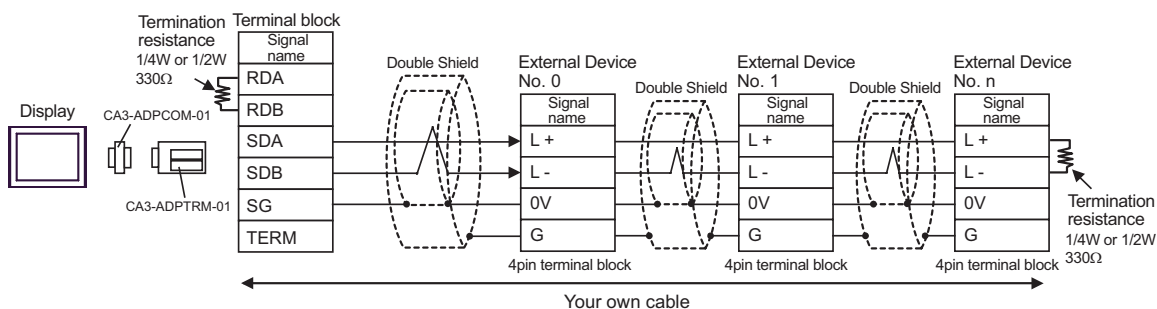 Display
CA3-ADPCOM-01
CA3-ADPTRM-01
Termination
resistance
1/4W or 1/2W
330Ω
Terminal block
Signal
name
RDA
RDB
SDA
SDB
SG
TERM
Double Shield
External Device
No. 0
Signal
name
L +
L -
0V
G
4pin terminal block
Double Shield
External Device
No. 1
Signal
name
L +
L -
0V
G
4pin terminal block
Double Shield
External Device
No. n
Signal
name
L +
L -
0V
G
4pin terminal block
Termination
resistance
1/4W or 1/2W
330Ω
Your own cable